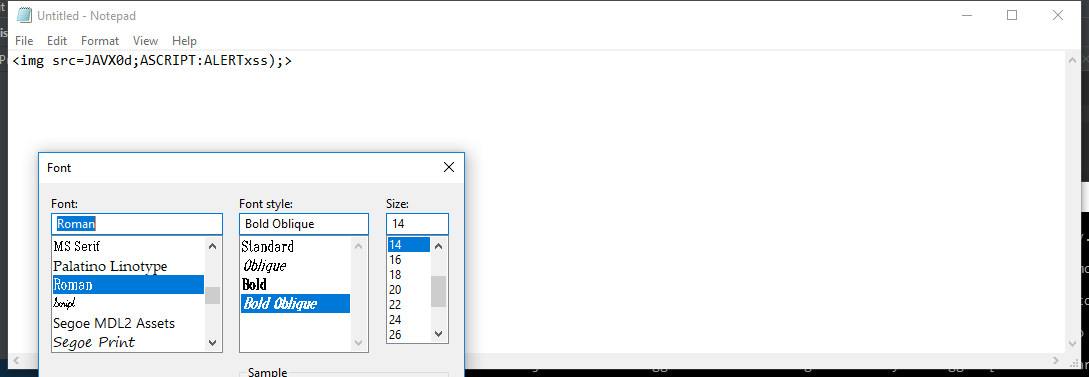 Untitled - Notepad
File Edit Format View Help
<img src=JAVX0d;ASCRIPT:ALERTxss);>
Font
Font: Font style: Size:
Roman Bold Oblique 14
MS Serif Standard 14
Palatino Linotype Oblique 16
Roman Bold 18
Script Bold Oblique 20
Segoe MDL2 Assets 22
Segoe Print 24
26
Sample